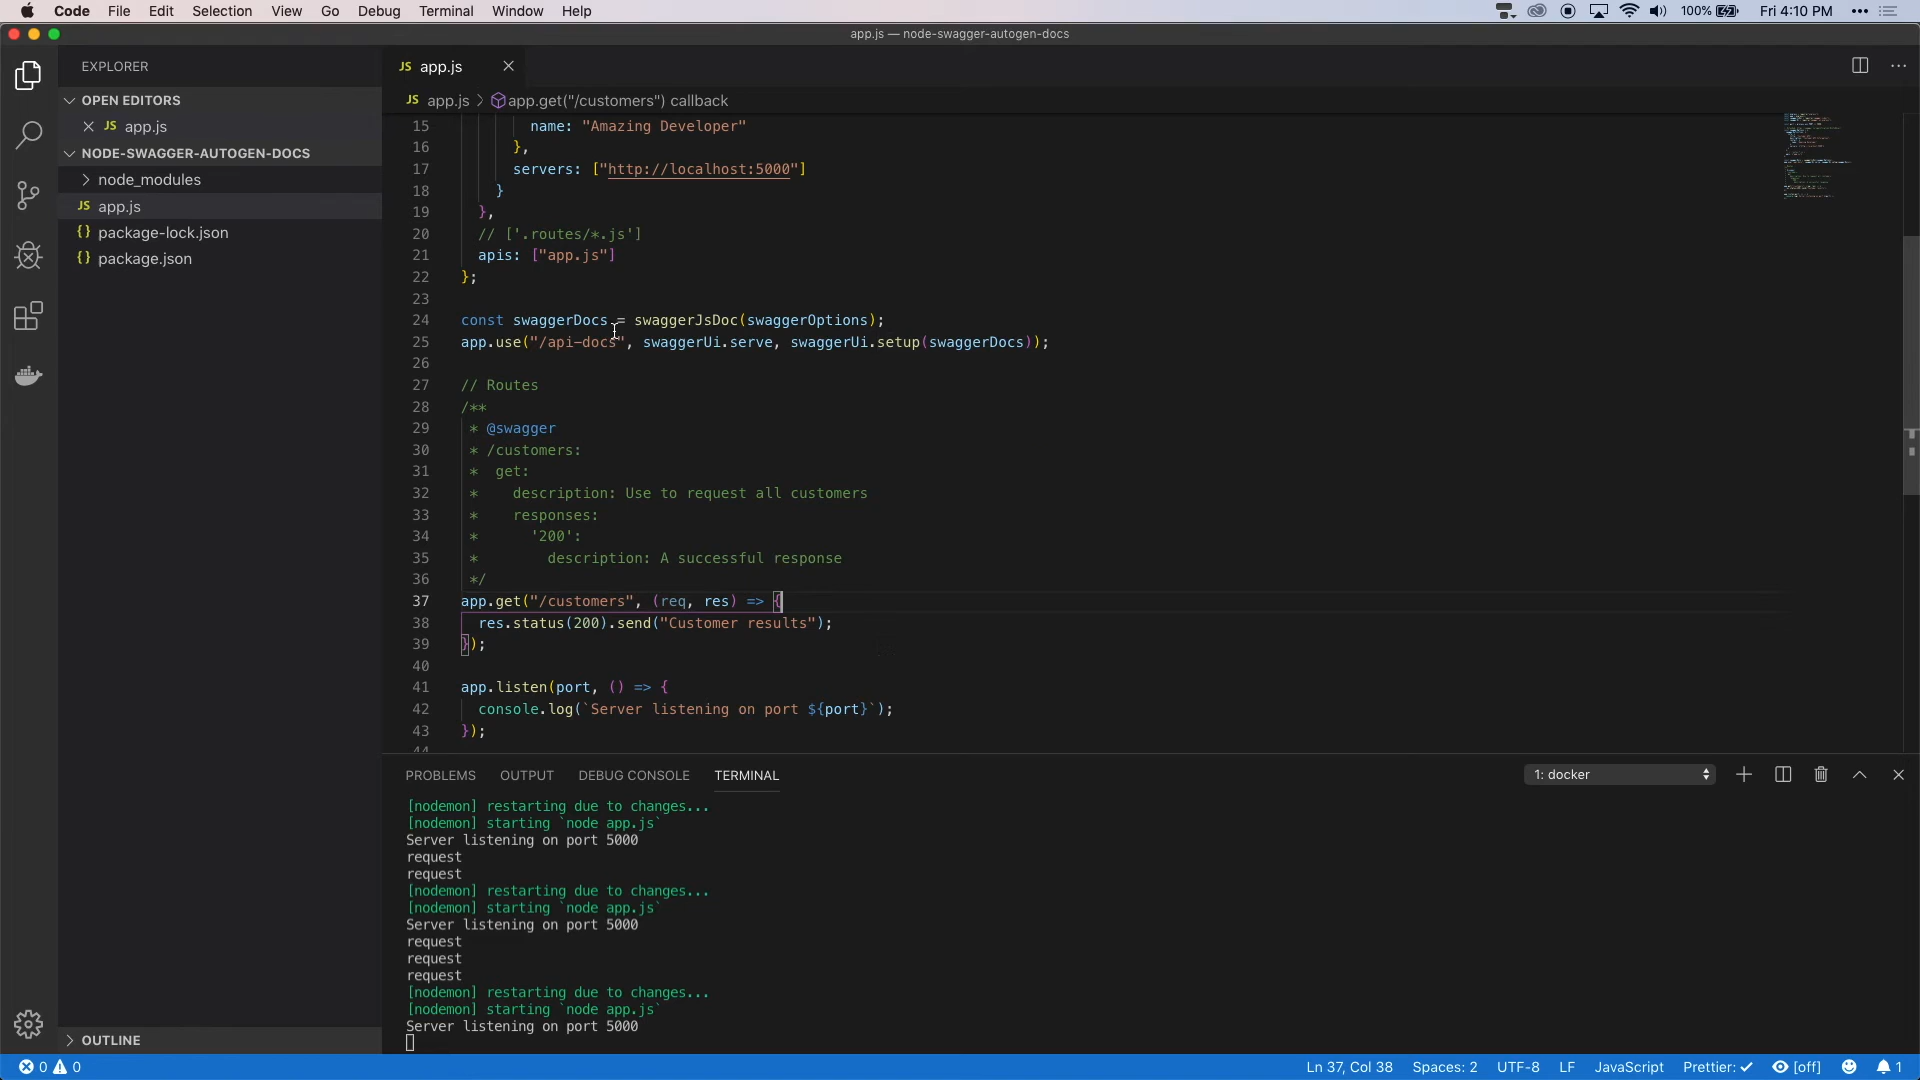 Code File Edit Selection View Go Debug Terminal Window Help 100% Fri 4:10 PM
app.js — node-swagger-autogen-docs
EXPLORER
OPEN EDITORS
JS app.js
NODE-SWAGGER-AUTOGEN-DOCS
node_modules
JS app.js
{} package-lock.json
{} package.json
OUTLINE
JS app.js
JS app.js > app.get("/customers") callback
15 name: "Amazing Developer"
16 },
17 servers: ["http://localhost:5000"]
18 }
19 },
20 // ['.routes/*.js']
21 apis: ["app.js"]
22 };
23
24 const swaggerDocs = swaggerJsDoc(swaggerOptions);
25 app.use("/api-docs", swaggerUi.serve, swaggerUi.setup(swaggerDocs));
26
27 // Routes
28 /**
29 * @swagger
30 * /customers:
31 * get:
32 * description: Use to request all customers
33 * responses:
34 * '200':
35 * description: A successful response
36 */
37 app.get("/customers", (req, res) => {
38 res.status(200).send("Customer results");
39 });
40
41 app.listen(port, () => {
42 console.log(`Server listening on port ${port}`);
43 });
44
PROBLEMS OUTPUT DEBUG CONSOLE TERMINAL 1: docker
[nodemon] restarting due to changes...
[nodemon] starting `node app.js`
Server listening on port 5000
request
request
[nodemon] restarting due to changes...
[nodemon] starting `node app.js`
Server listening on port 5000
request
request
request
[nodemon] restarting due to changes...
[nodemon] starting `node app.js`
Server listening on port 5000
0 0 Ln 37, Col 38 Spaces: 2 UTF-8 LF JavaScript Prettier: ✓ [off] 1